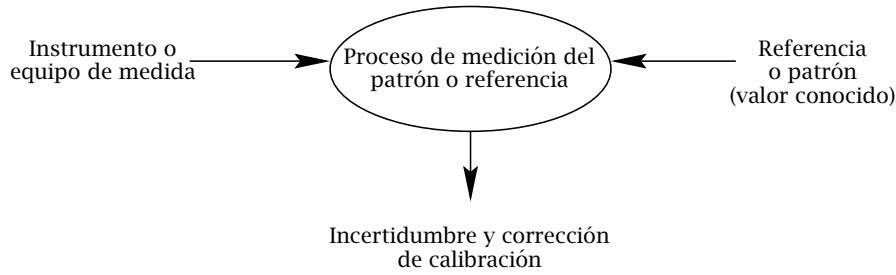 Instrumento o
equipo de medida
Proceso de medición del
patrón o referencia
Referencia
o patrón
(valor conocido)
Incertidumbre y corrección
de calibración